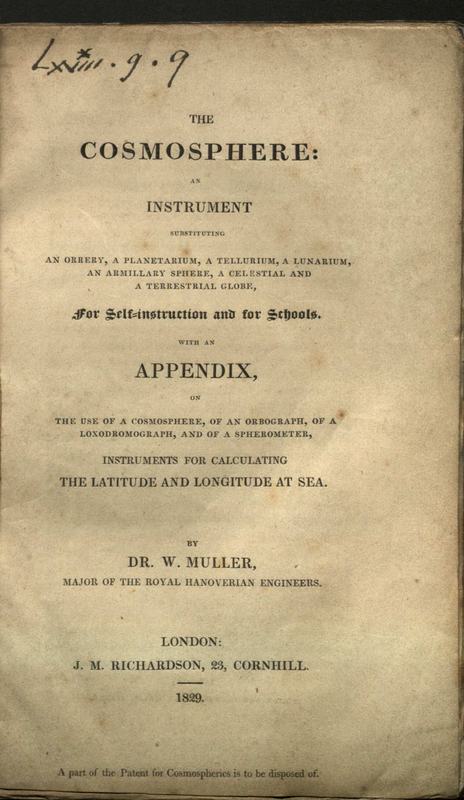 Lxviii . 9 . 9
THE
COSMOSPHERE:
AN
INSTRUMENT
SUBSTITUTING
AN ORRERY, A PLANETARIUM, A TELLURIUM, A LUNARIUM,
AN ARMILLARY SPHERE, A CELESTIAL AND
A TERRESTRIAL GLOBE,
For Self-instruction and for Schools.
WITH AN
APPENDIX,
ON
THE USE OF A COSMOSPHERE, OF AN ORBOGRAPH, OF A
LOXODROMOGRAPH, AND OF A SPHEROMETER,
INSTRUMENTS FOR CALCULATING
THE LATITUDE AND LONGITUDE AT SEA.
BY
DR. W. MULLER,
MAJOR OF THE ROYAL HANOVERIAN ENGINEERS.
LONDON:
J. M. RICHARDSON, 23, CORNHILL.
1829.
A part of the Patent for Cosmospherics is to be disposed of.